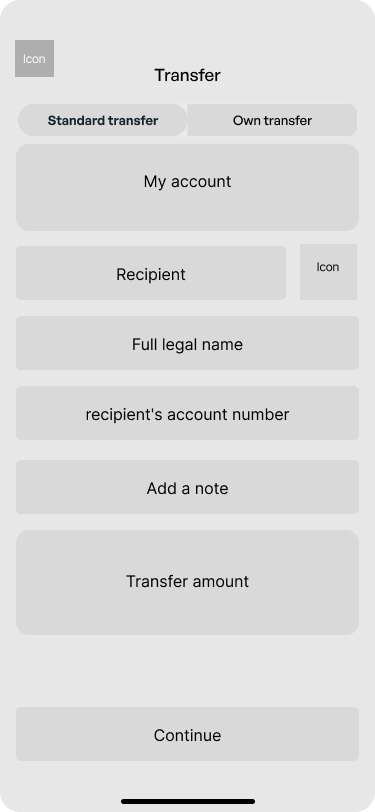 Icon
Transfer
Standard transfer
Own transfer
My account
Recipient
Icon
Full legal name
recipient's account number
Add a note
Transfer amount
Continue